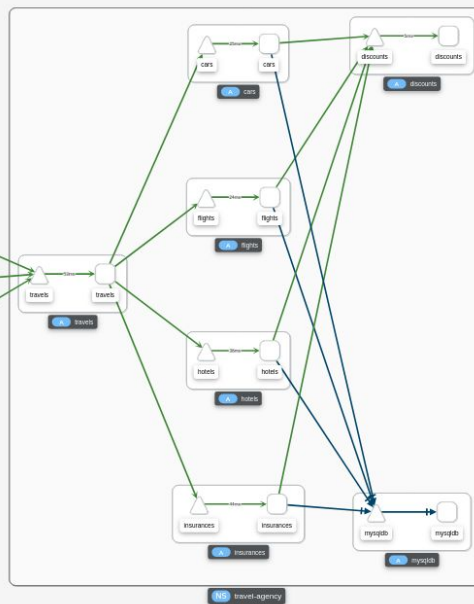 cars
cars
A cars
discounts
discounts
A discounts
flights
flights
A flights
travels
travels
A travels
hotels
hotels
A hotels
insurances
insurances
A insurances
mysqldb
mysqldb
A mysqldb
NS travel-agency